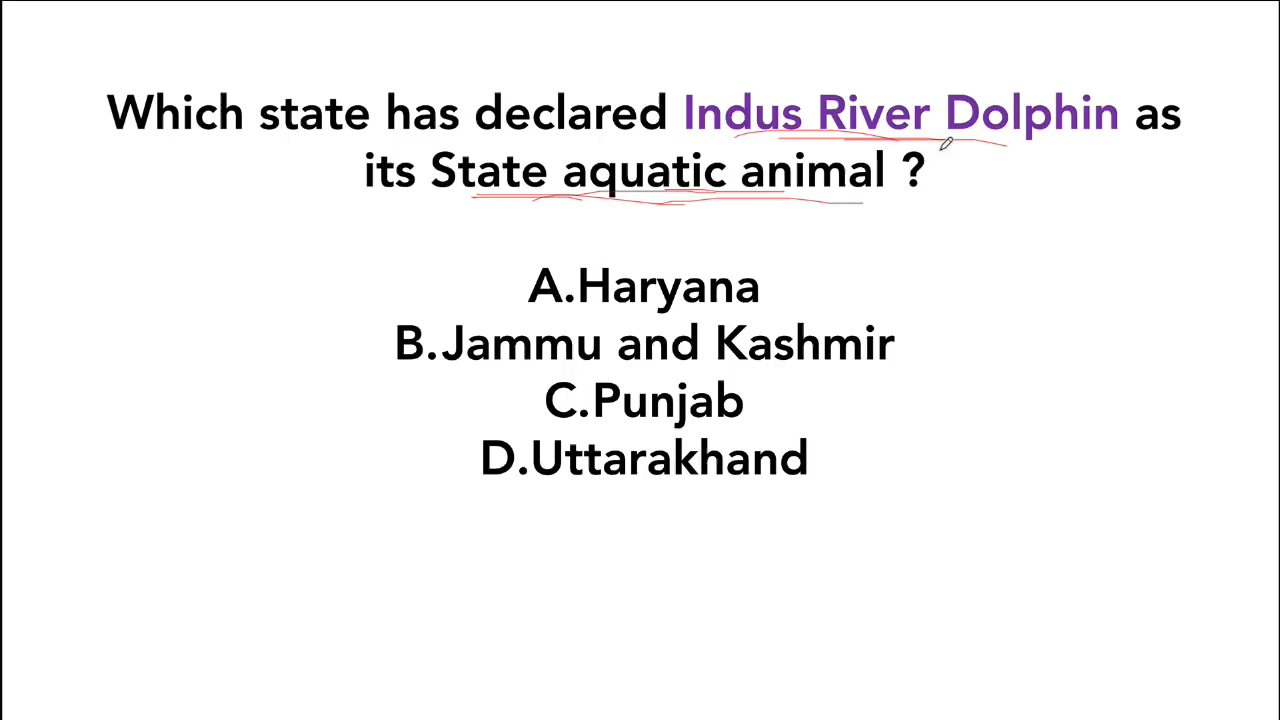 Which state has declared Indus River Dolphin as
its State aquatic animal ?
A.Haryana
B.Jammu and Kashmir
C.Punjab
D.Uttarakhand